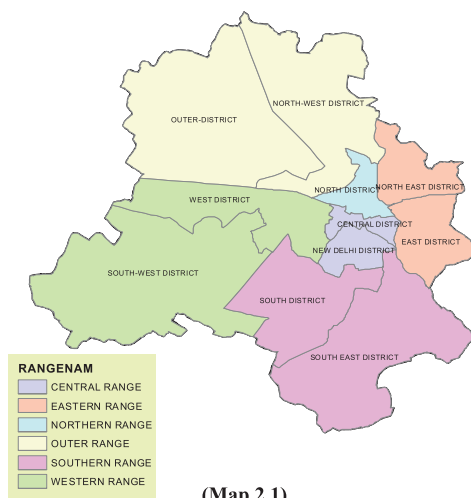 NORTH-WEST DISTRICT
OUTER-DISTRICT
NORTH DISTRICT
NORTH EAST DISTRICT
WEST DISTRICT
CENTRAL DISTRICT
EAST DISTRICT
NEW DELHI DISTRICT
SOUTH-WEST DISTRICT
SOUTH DISTRICT
SOUTH EAST DISTRICT
RANGENAM
CENTRAL RANGE
EASTERN RANGE
NORTHERN RANGE
OUTER RANGE
SOUTHERN RANGE
WESTERN RANGE
(Map 2.1)